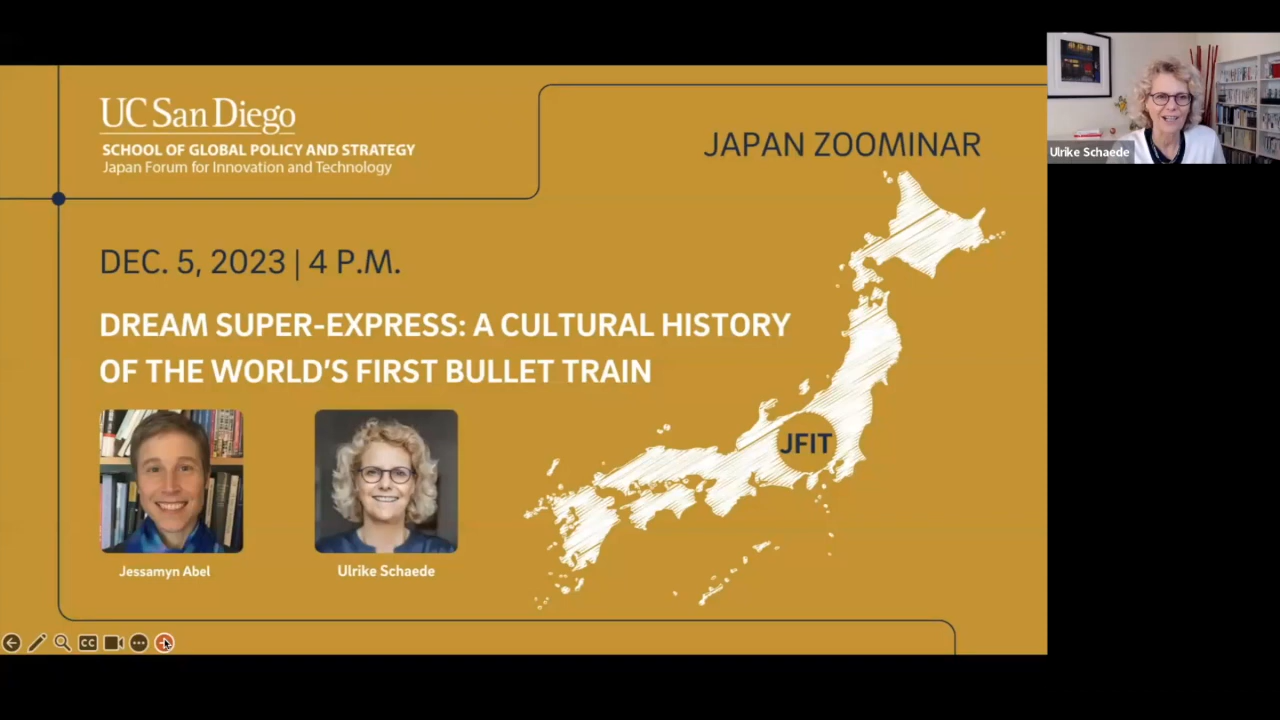 UC San Diego
SCHOOL OF GLOBAL POLICY AND STRATEGY
Japan Forum for Innovation and Technology
JAPAN ZOOMINAR
Ulrike Schaede
DEC. 5, 2023 | 4 P.M.
DREAM SUPER-EXPRESS: A CULTURAL HISTORY
OF THE WORLD'S FIRST BULLET TRAIN
JFIT
Jessamyn Abel
Ulrike Schaede
CC